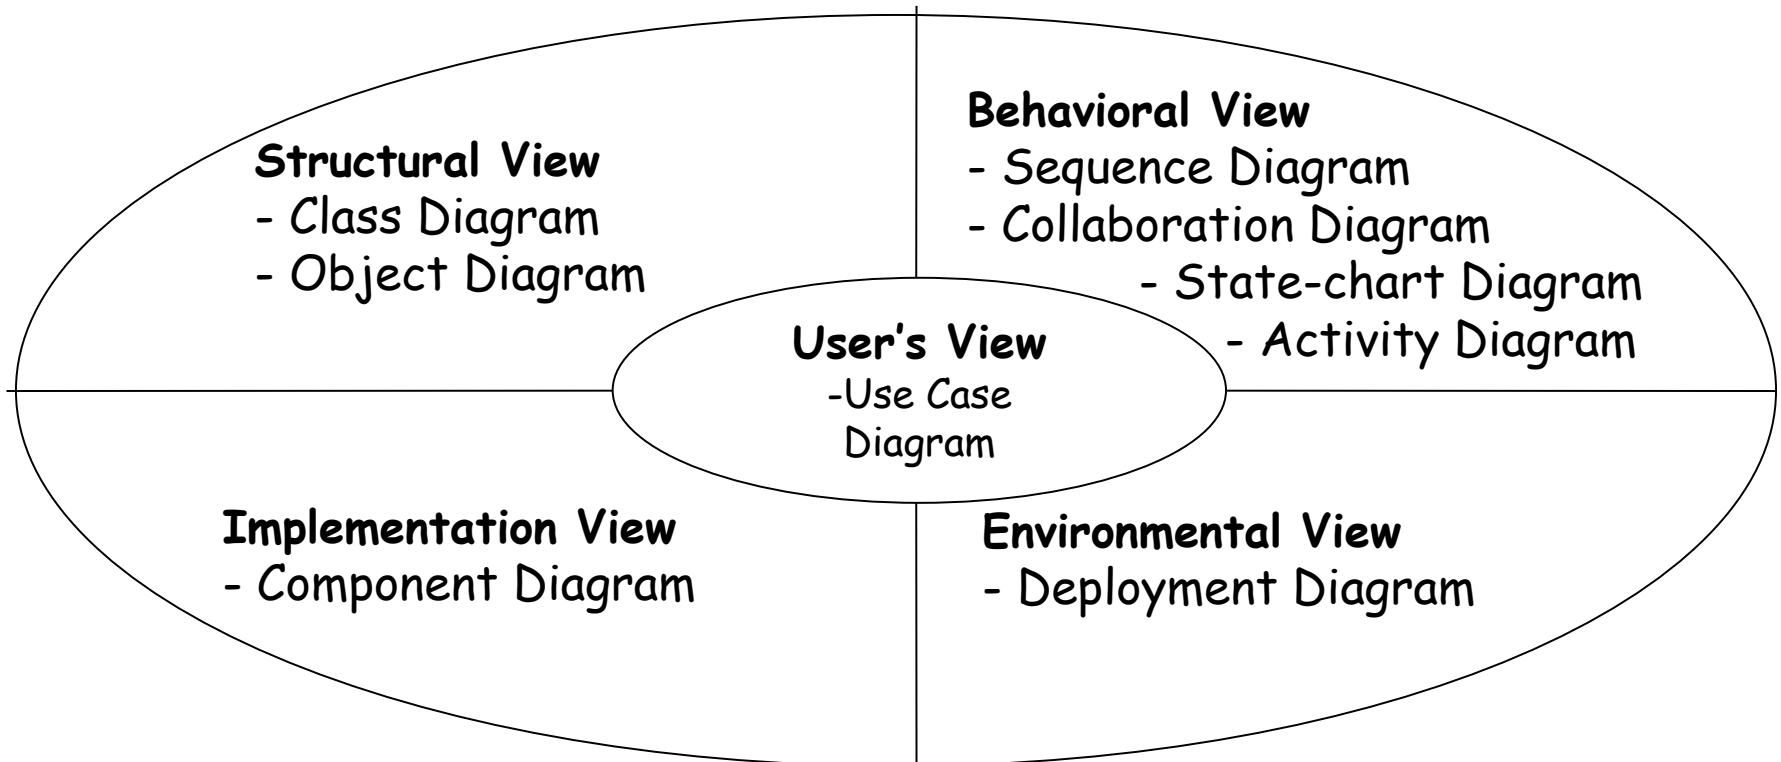 Structural View
- Class Diagram
- Object Diagram
Behavioral View
- Sequence Diagram
- Collaboration Diagram
- State-chart Diagram
- Activity Diagram
User's View
-Use Case
Diagram
Implementation View
- Component Diagram
Environmental View
- Deployment Diagram